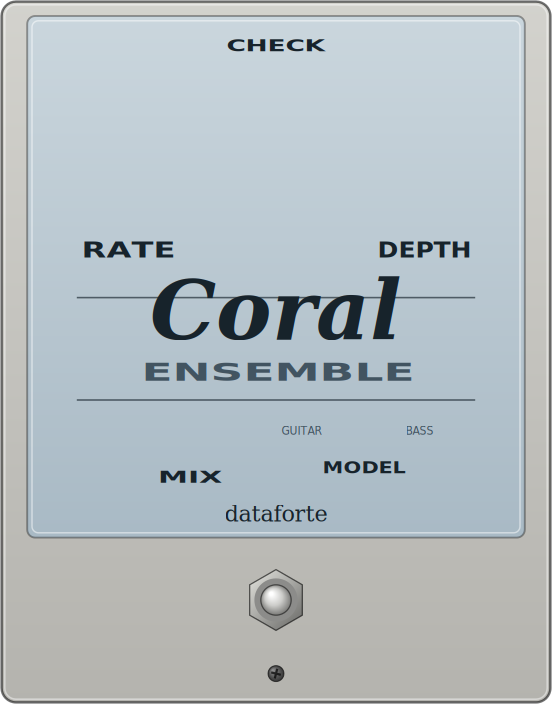 CHECK
RATE DEPTH
Coral
ENSEMBLE
GUITAR BASS
MODEL
MIX
dataforte